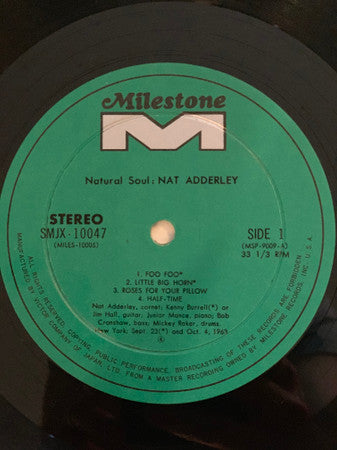 Milestone
M
Natural Soul: NAT ADDERLEY
STEREO
SMJX-10047
(MILES-10005)
SIDE 1
(MSP-9009-A)
33 1/3 RPM
1. FOO FOO*
2. LITTLE BIG HORN*
3. ROSES FOR YOUR PILLOW
4. HALF-TIME
Nat Adderley, cornet; Kenny Burrell(*) or
Jim Hall, guitar; Junior Mance, piano; Bob
Cranshaw, bass; Mickey Roker, drums.
New York; Sept. 23(*) and Oct. 4, 1963
ALL RIGHTS RESERVED. COPYING, PUBLIC PERFORMANCE, BROADCASTING OF THESE RECORDS ARE FORBIDDEN
MANUFACTURED BY VICTOR COMPANY OF JAPAN, LTD. FROM A MASTER RECORDING OWNED BY MILESTONE RECORDS INC. U.S.A.